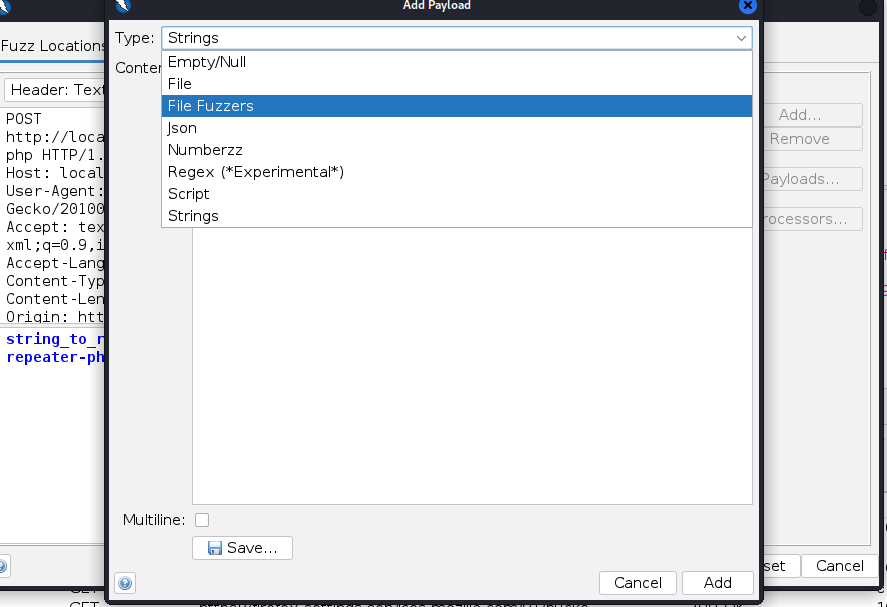 Add Payload
Type: Strings
Empty/Null
File
File Fuzzers
Json
Numberzz
Regex (*Experimental*)
Script
Strings
Multiline:
Save...
Cancel
Add
Fuzz Locations
Header: Text
POST
http://loca
php HTTP/1.
Host: local
User-Agent:
Gecko/20100
Accept: tex
xml;q=0.9,i
Accept-Lang
Content-Typ
Content-Len
Origin: htt
string_to_r
repeater-ph
Add...
Remove
Payloads...
rocessors...
set
Cancel
GET